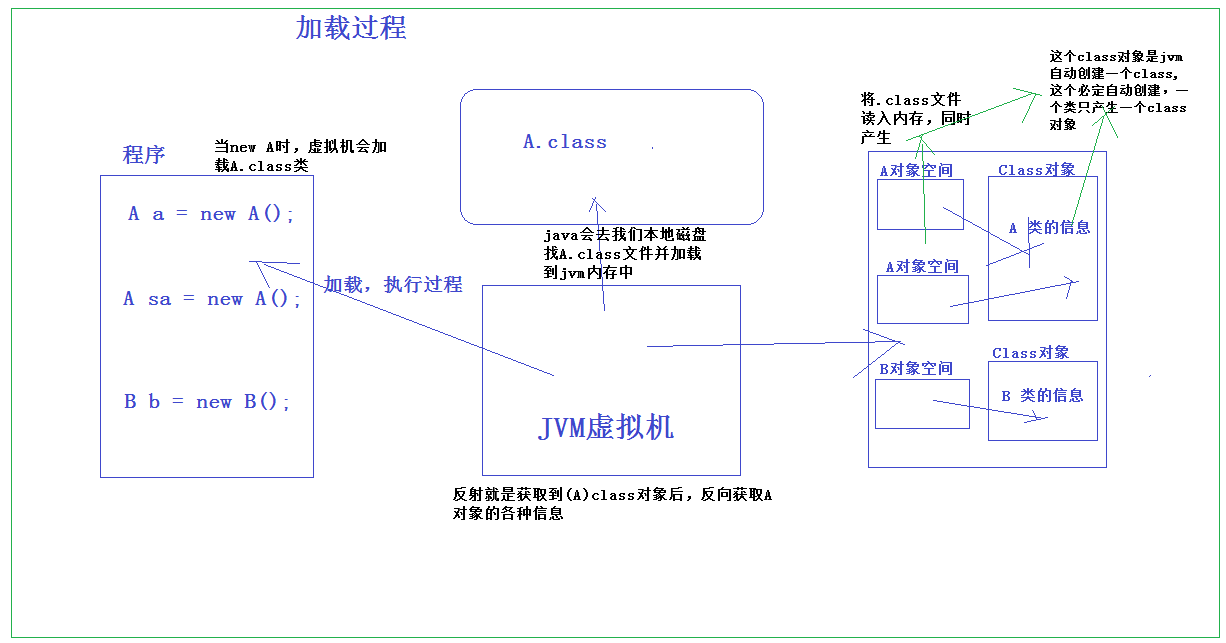 加载过程
程序
当new A时，虚拟机会加
载A.class类
A a = new A();
A sa = new A();
B b = new B();
加载，执行过程
A.class
java会去我们本地磁盘
找A.class文件并加载
到jvm内存中
JVM虚拟机
反射就是获取到(A)class对象后，反向获取A
对象的各种信息
将.class文件
读入内存，同时
产生
这个class对象是jvm
自动创建一个class,
这个必定自动创建，一
个类只产生一个class
对象
A对象空间
Class对象
A 类的信息
A对象空间
B对象空间
Class对象
B 类的信息